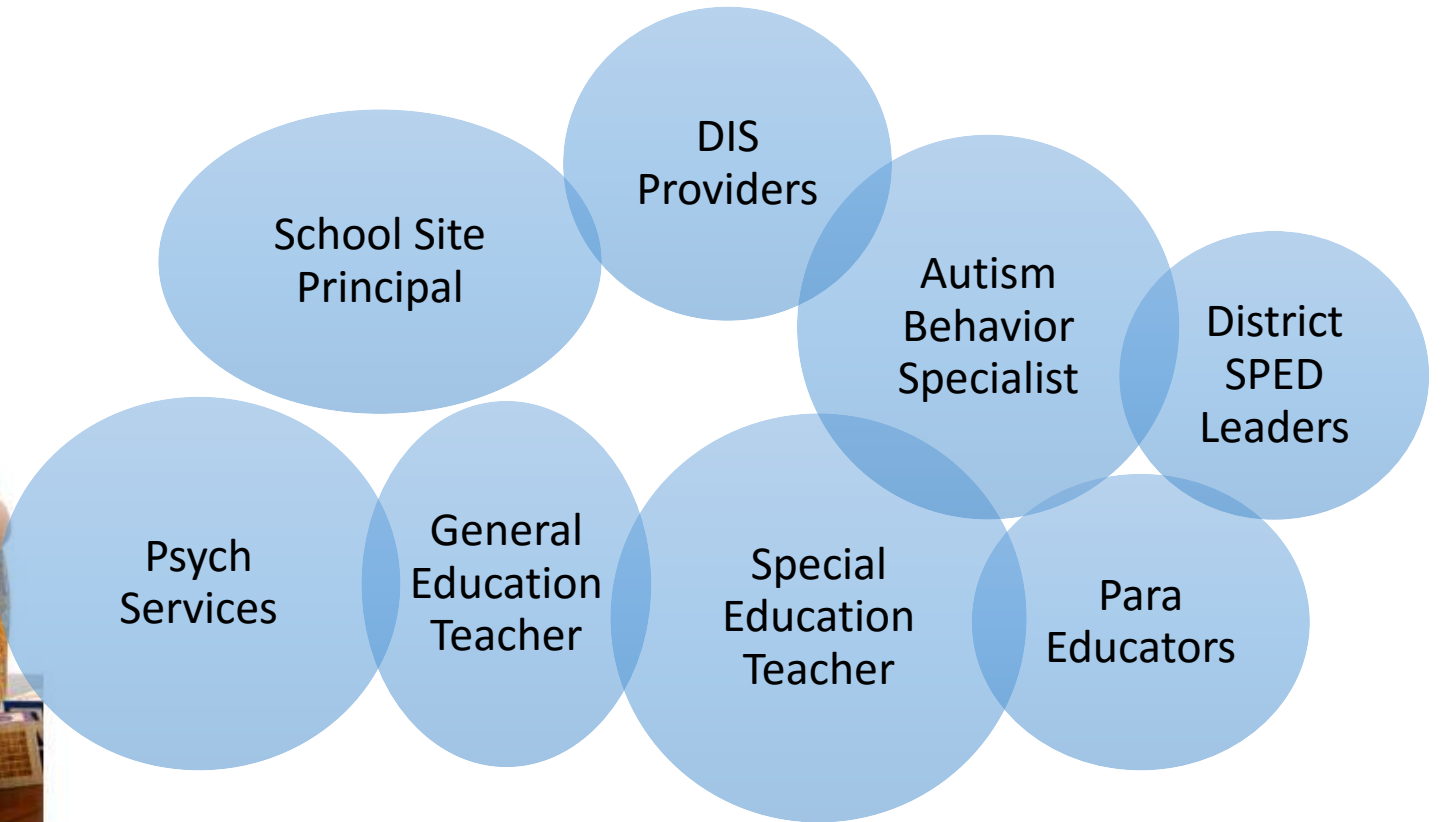 DIS
Providers
School Site
Principal
Autism
Behavior
Specialist
District
SPED
Leaders
Psych
Services
General
Education
Teacher
Special
Education
Teacher
Para
Educators